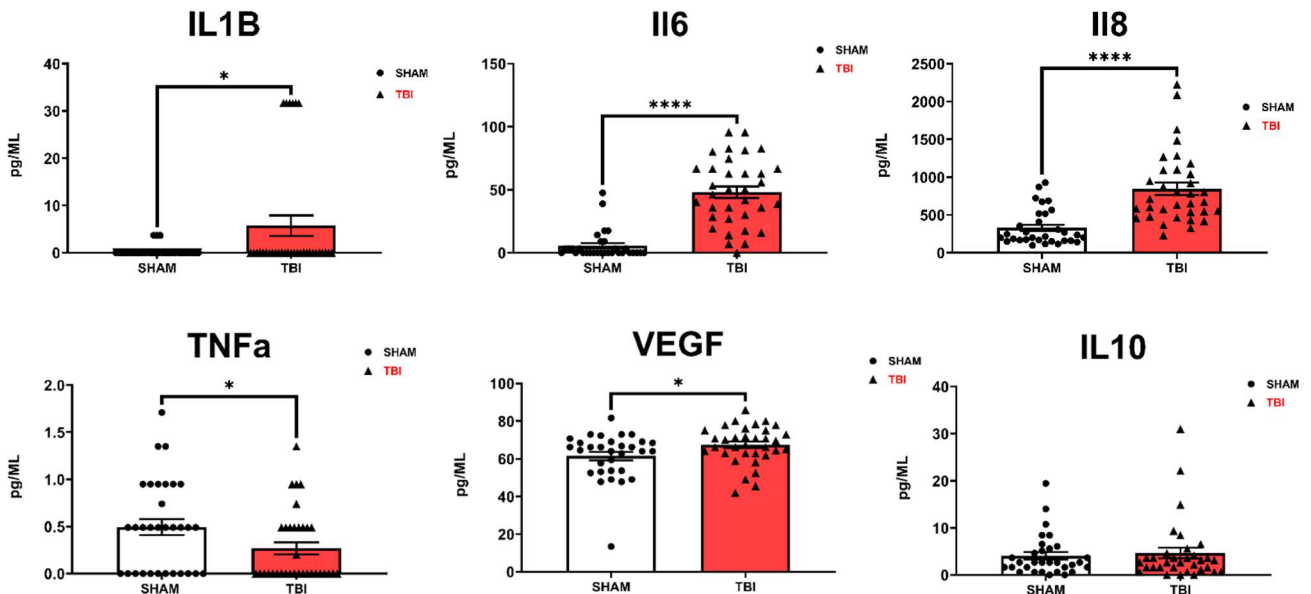 IL1B
40
30
20
10
0
pg/ML
*
SHAM
TBI
SHAM
TBI
Il6
150
100
50
0
pg/ML
****
SHAM
TBI
SHAM
TBI
Il8
2500
2000
1500
1000
500
0
pg/ML
****
SHAM
TBI
SHAM
TBI
TNFa
2.0
1.5
1.0
0.5
0.0
pg/ML
*
SHAM
TBI
SHAM
TBI
VEGF
100
80
60
40
20
0
pg/ML
*
SHAM
TBI
SHAM
TBI
IL10
40
30
20
10
0
pg/ML
SHAM
TBI
SHAM
TBI